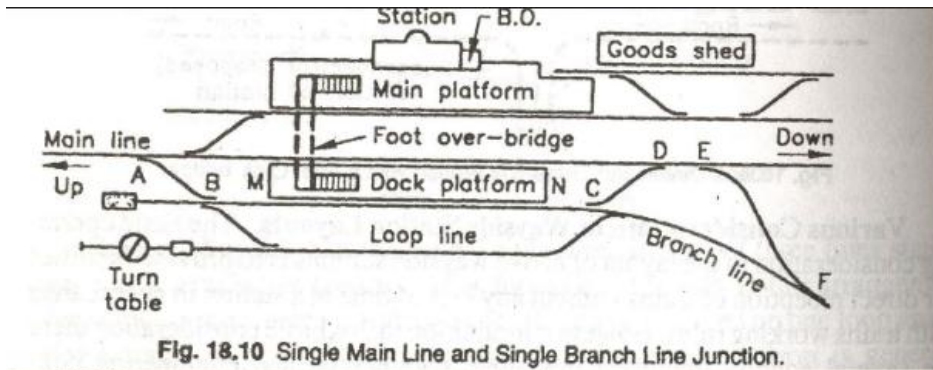 Station
B.O.
Goods shed
Main platform
Main line
Foot over-bridge
Down
D E
Up
A
B
M
Dock platform
N
C
Loop line
Branch line
F
Turn
table
Fig. 18.10 Single Main Line and Single Branch Line Junction.